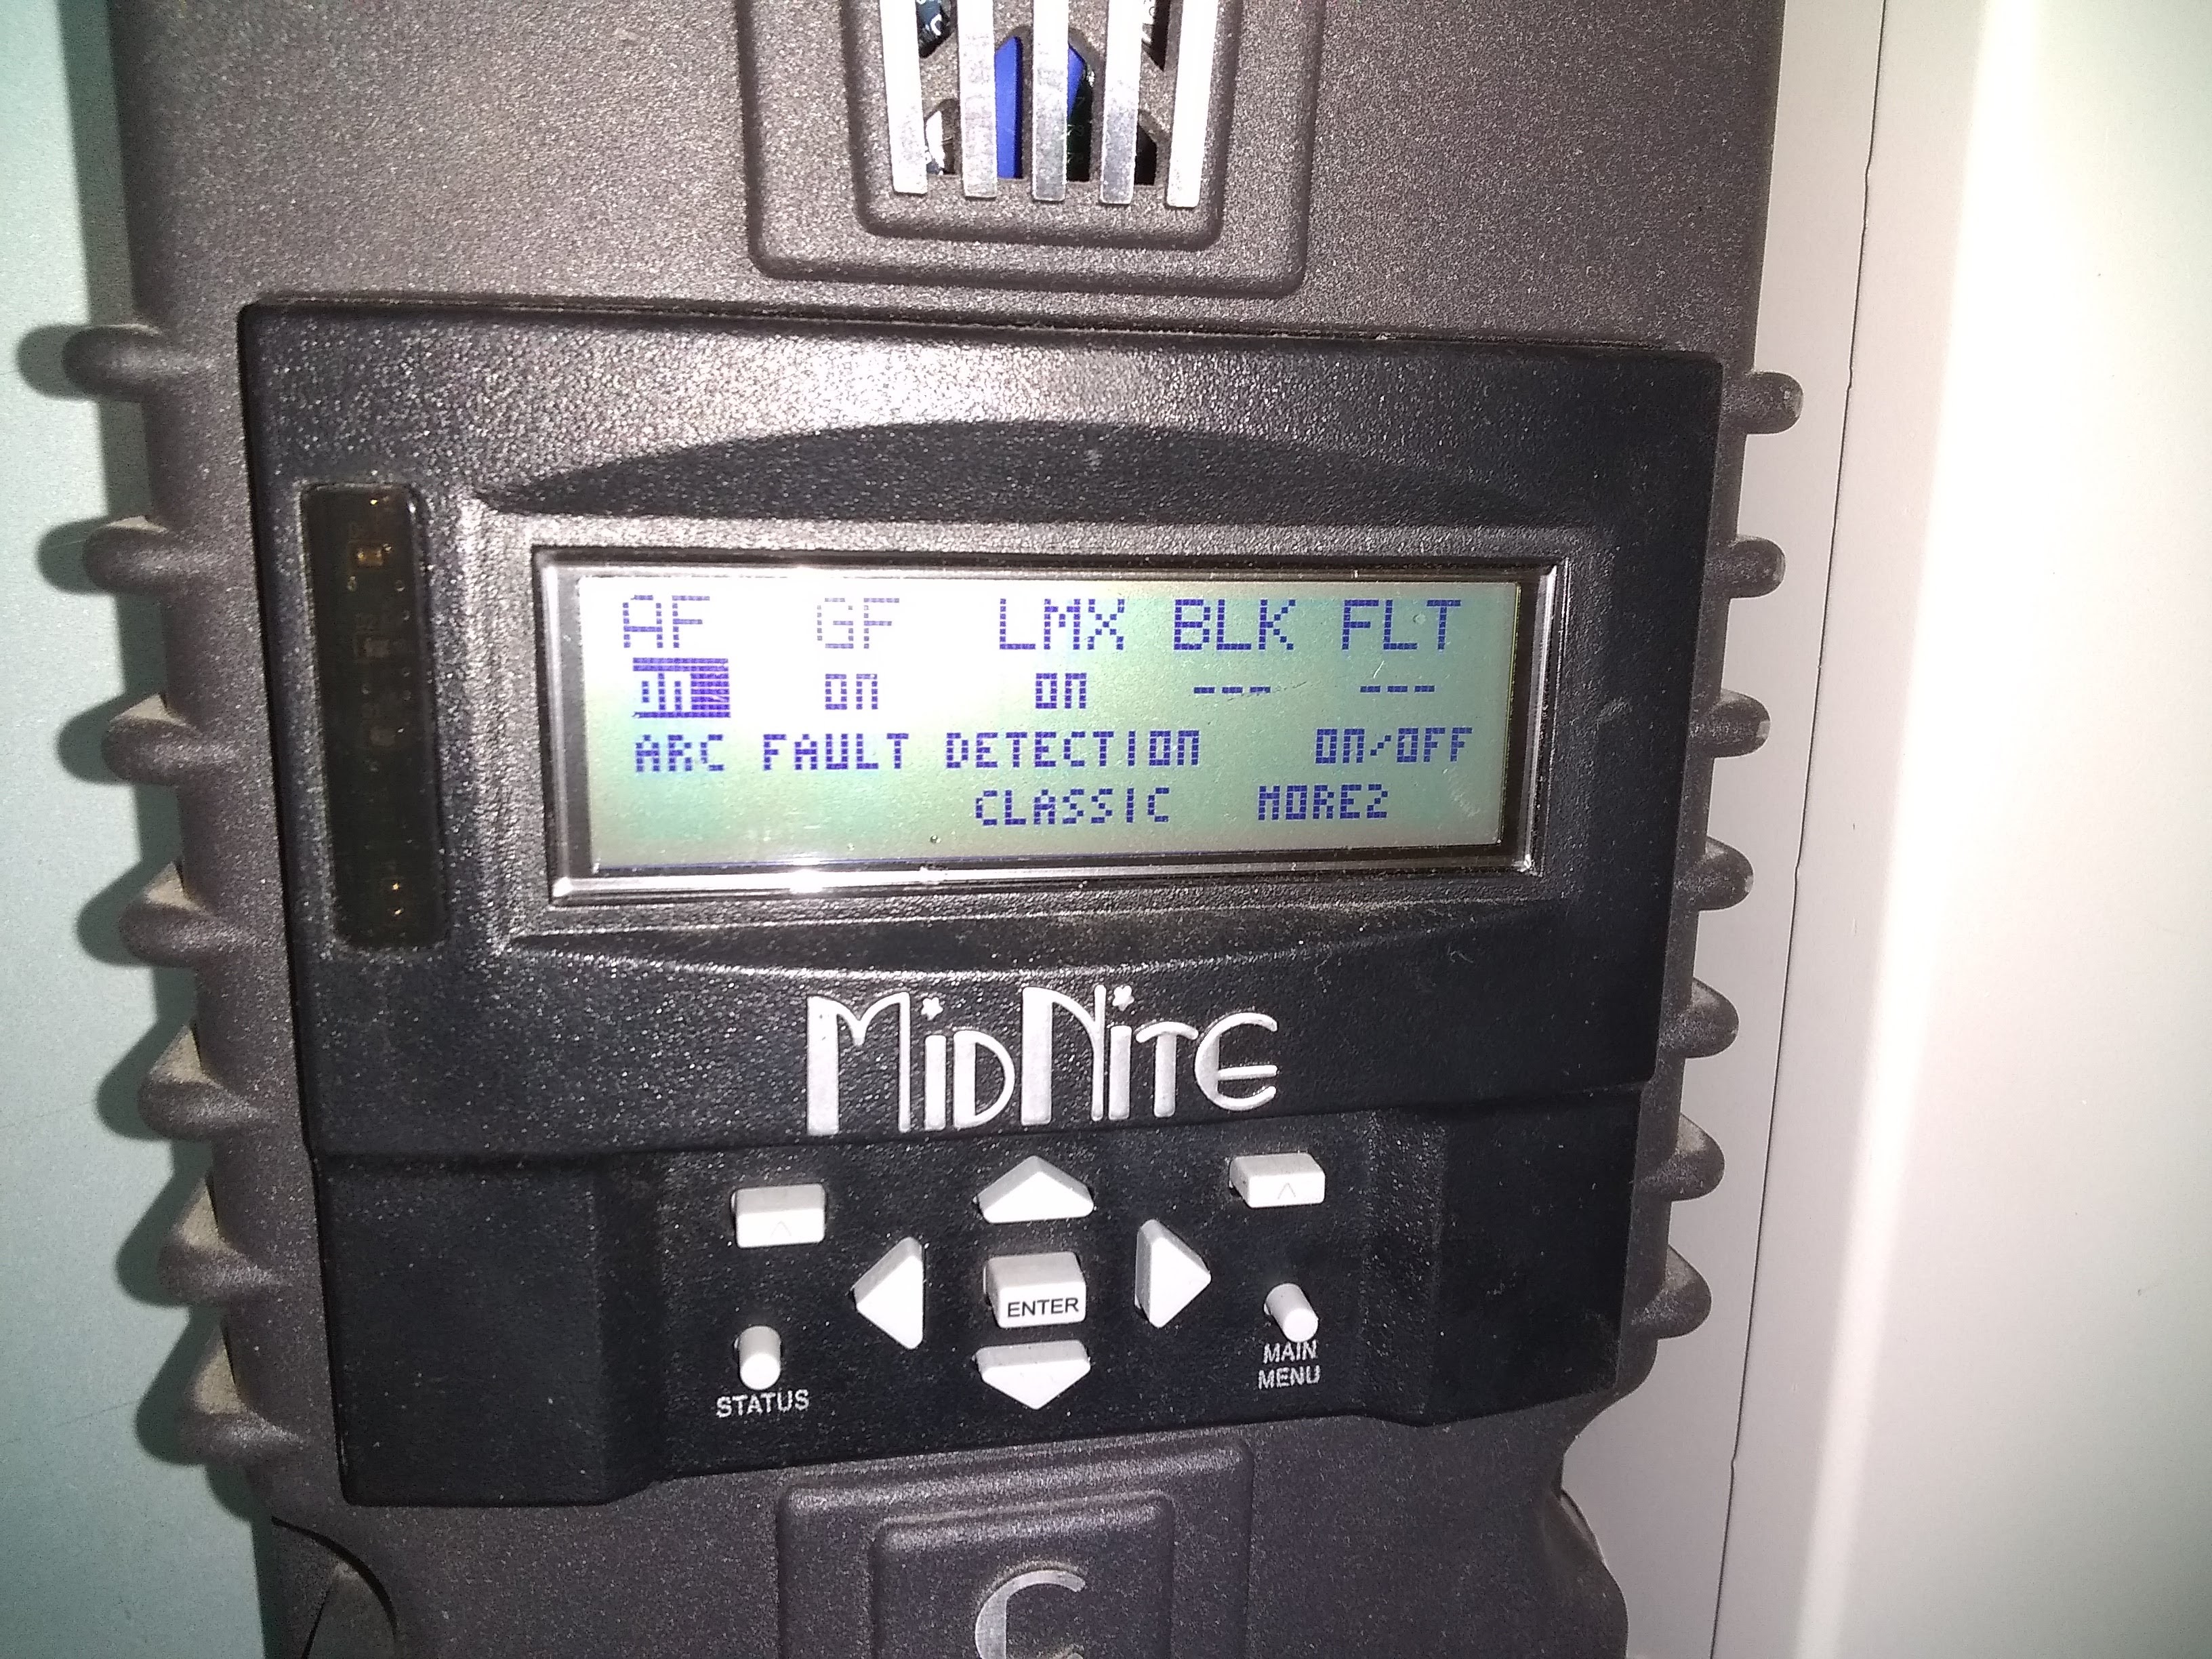 AF GF LMX BLK FLT
on on on --- ---
ARC FAULT DETECTION ON/OFF
CLASSIC MORE2
MIDNITE
ENTER
STATUS
MAIN
MENU
C